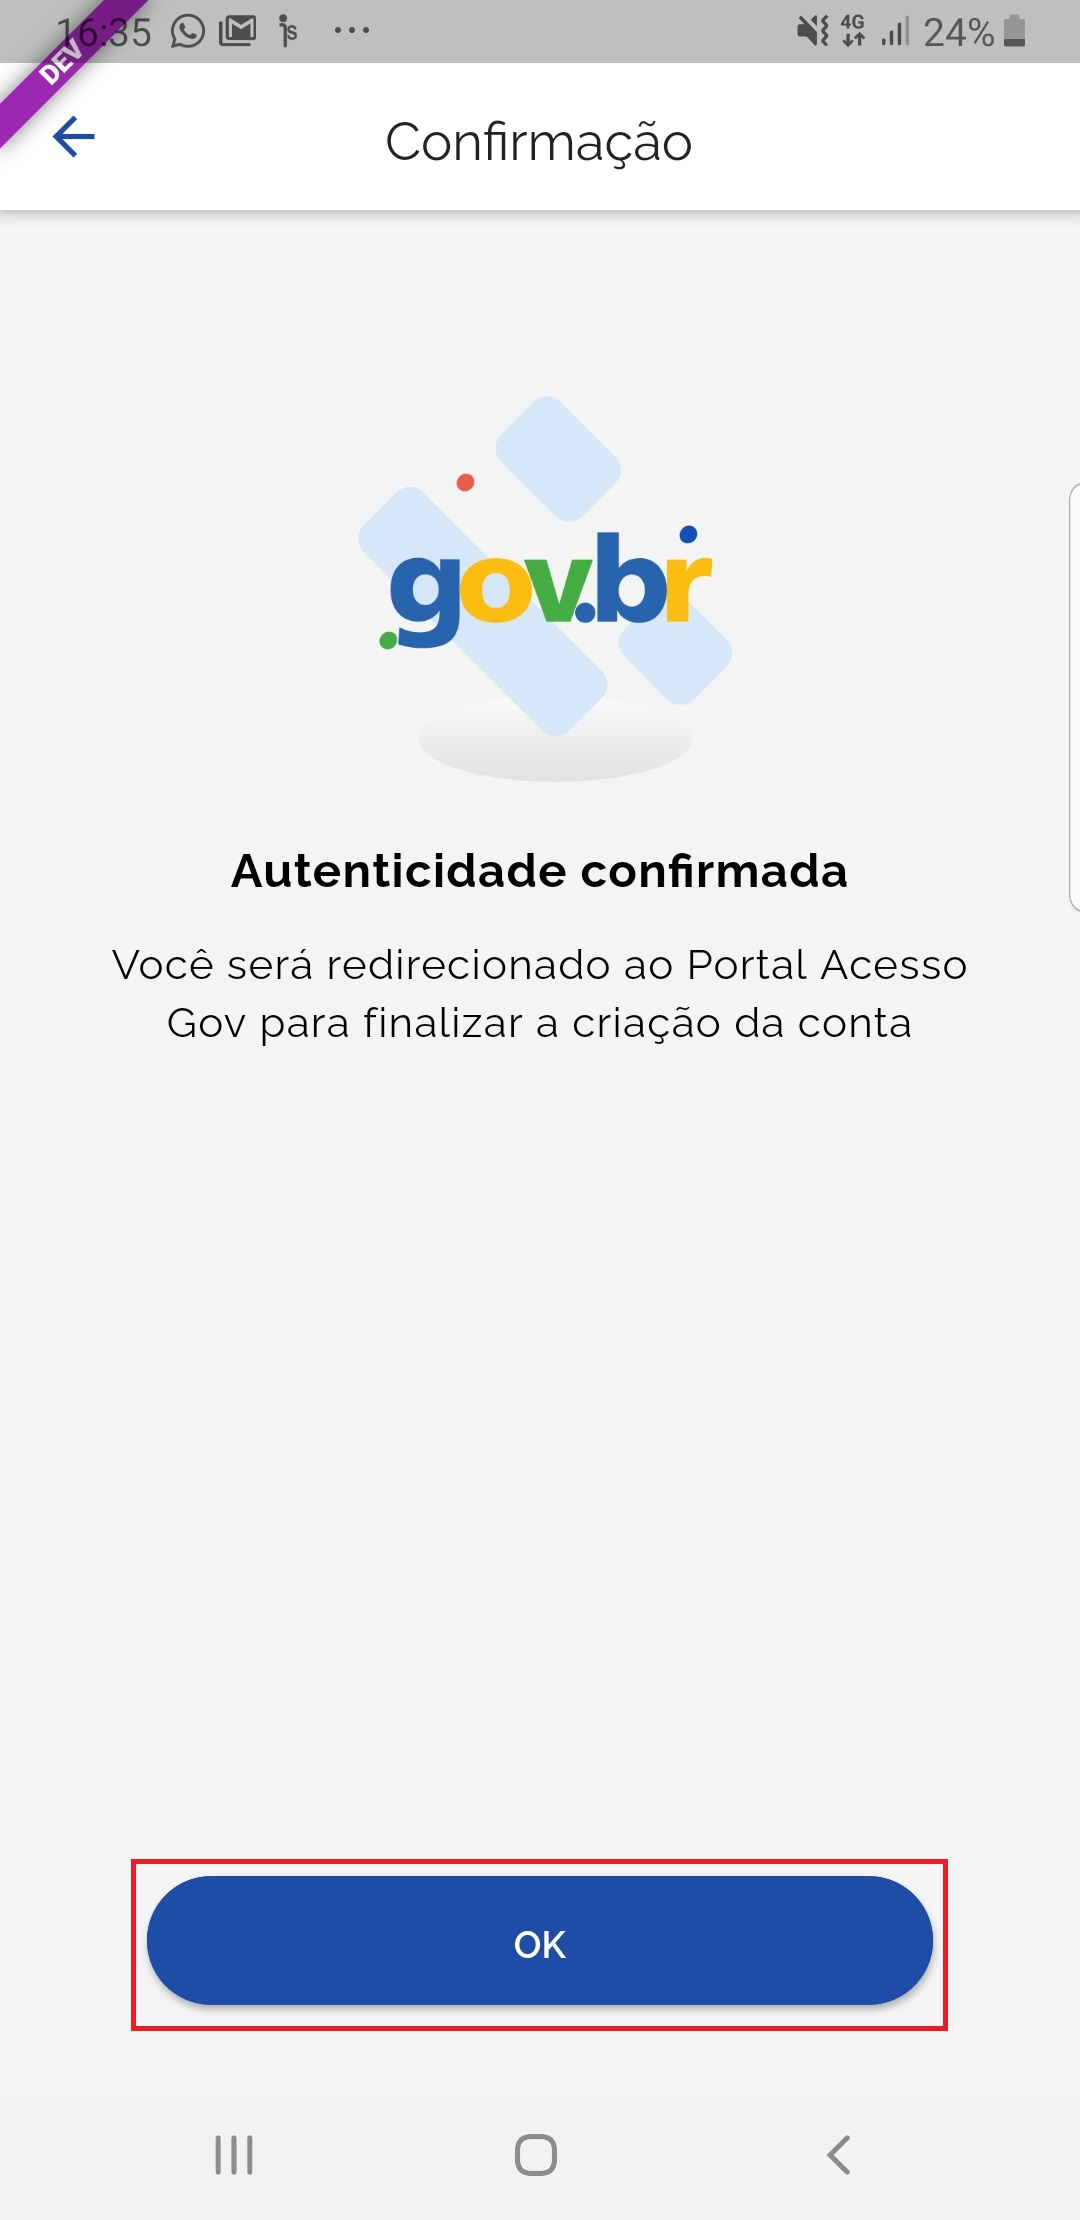 16:35
4G
24%
DEV
Confirmação
gov.br
Autenticidade confirmada
Você será redirecionado ao Portal Acesso
Gov para finalizar a criação da conta
OK